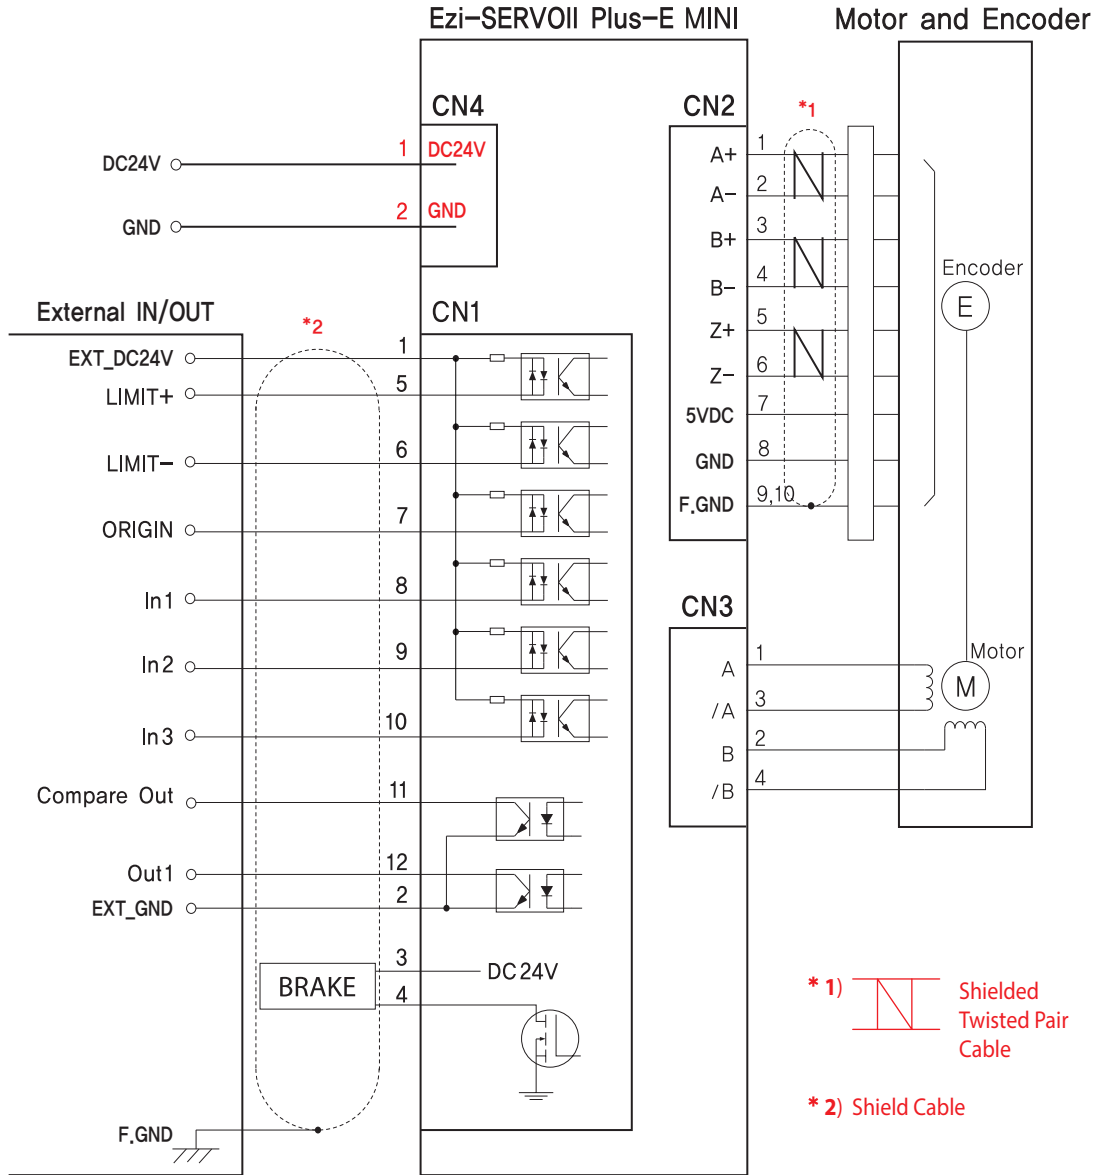 Ezi-SERVOII Plus-E MINI
Motor and Encoder
CN4
1 DC24V
DC24V
2 GND
GND
CN2
*1
A+ 1
A- 2
B+ 3
B- 4
Z+ 5
Z- 6
5VDC 7
GND 8
F.GND 9,10
Encoder
E
External IN/OUT
*2
CN1
EXT_DC24V 1
LIMIT+ 5
LIMIT- 6
ORIGIN 7
In1 8
In2 9
In3 10
Compare Out 11
Out1 12
EXT_GND 2
BRAKE
3 DC24V
4
F.GND
CN3
A 1
/A 3
B 2
/B 4
Motor
M
* 1) Shielded
Twisted Pair
Cable
* 2) Shield Cable